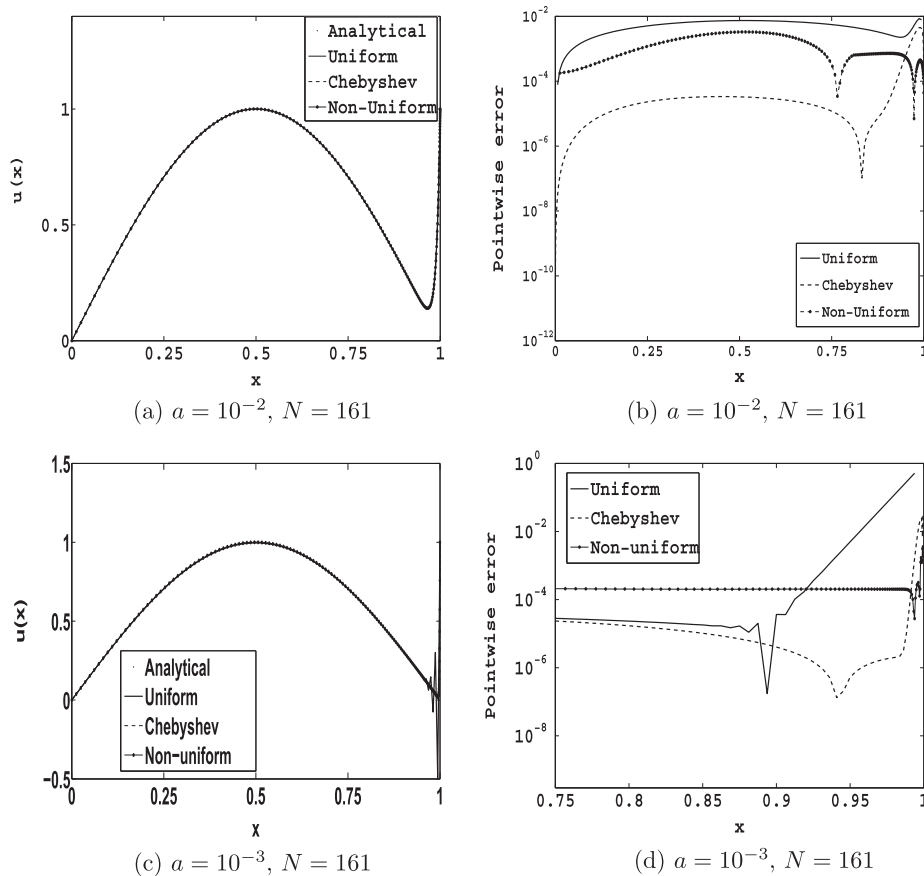 Analytical
Uniform
Chebyshev
Non-Uniform
u(x)
1
0.5
0
0 0.25 0.5 0.75 1
x
(a) a = 10⁻², N = 161
Pointwise error
10⁻²
10⁻⁴
10⁻⁶
10⁻⁸
10⁻¹⁰
10⁻¹²
Uniform
Chebyshev
Non-Uniform
0 0.25 0.5 0.75 1
x
(b) a = 10⁻², N = 161
u(x)
1.5
1
0.5
0
−0.5
Analytical
Uniform
Chebyshev
Non−uniform
0 0.25 0.5 0.75 1
X
(c) a = 10⁻³, N = 161
Pointwise error
10⁰
10⁻²
10⁻⁴
10⁻⁶
10⁻⁸
Uniform
Chebyshev
Non-uniform
0.75 0.8 0.85 0.9 0.95 1
x
(d) a = 10⁻³, N = 161